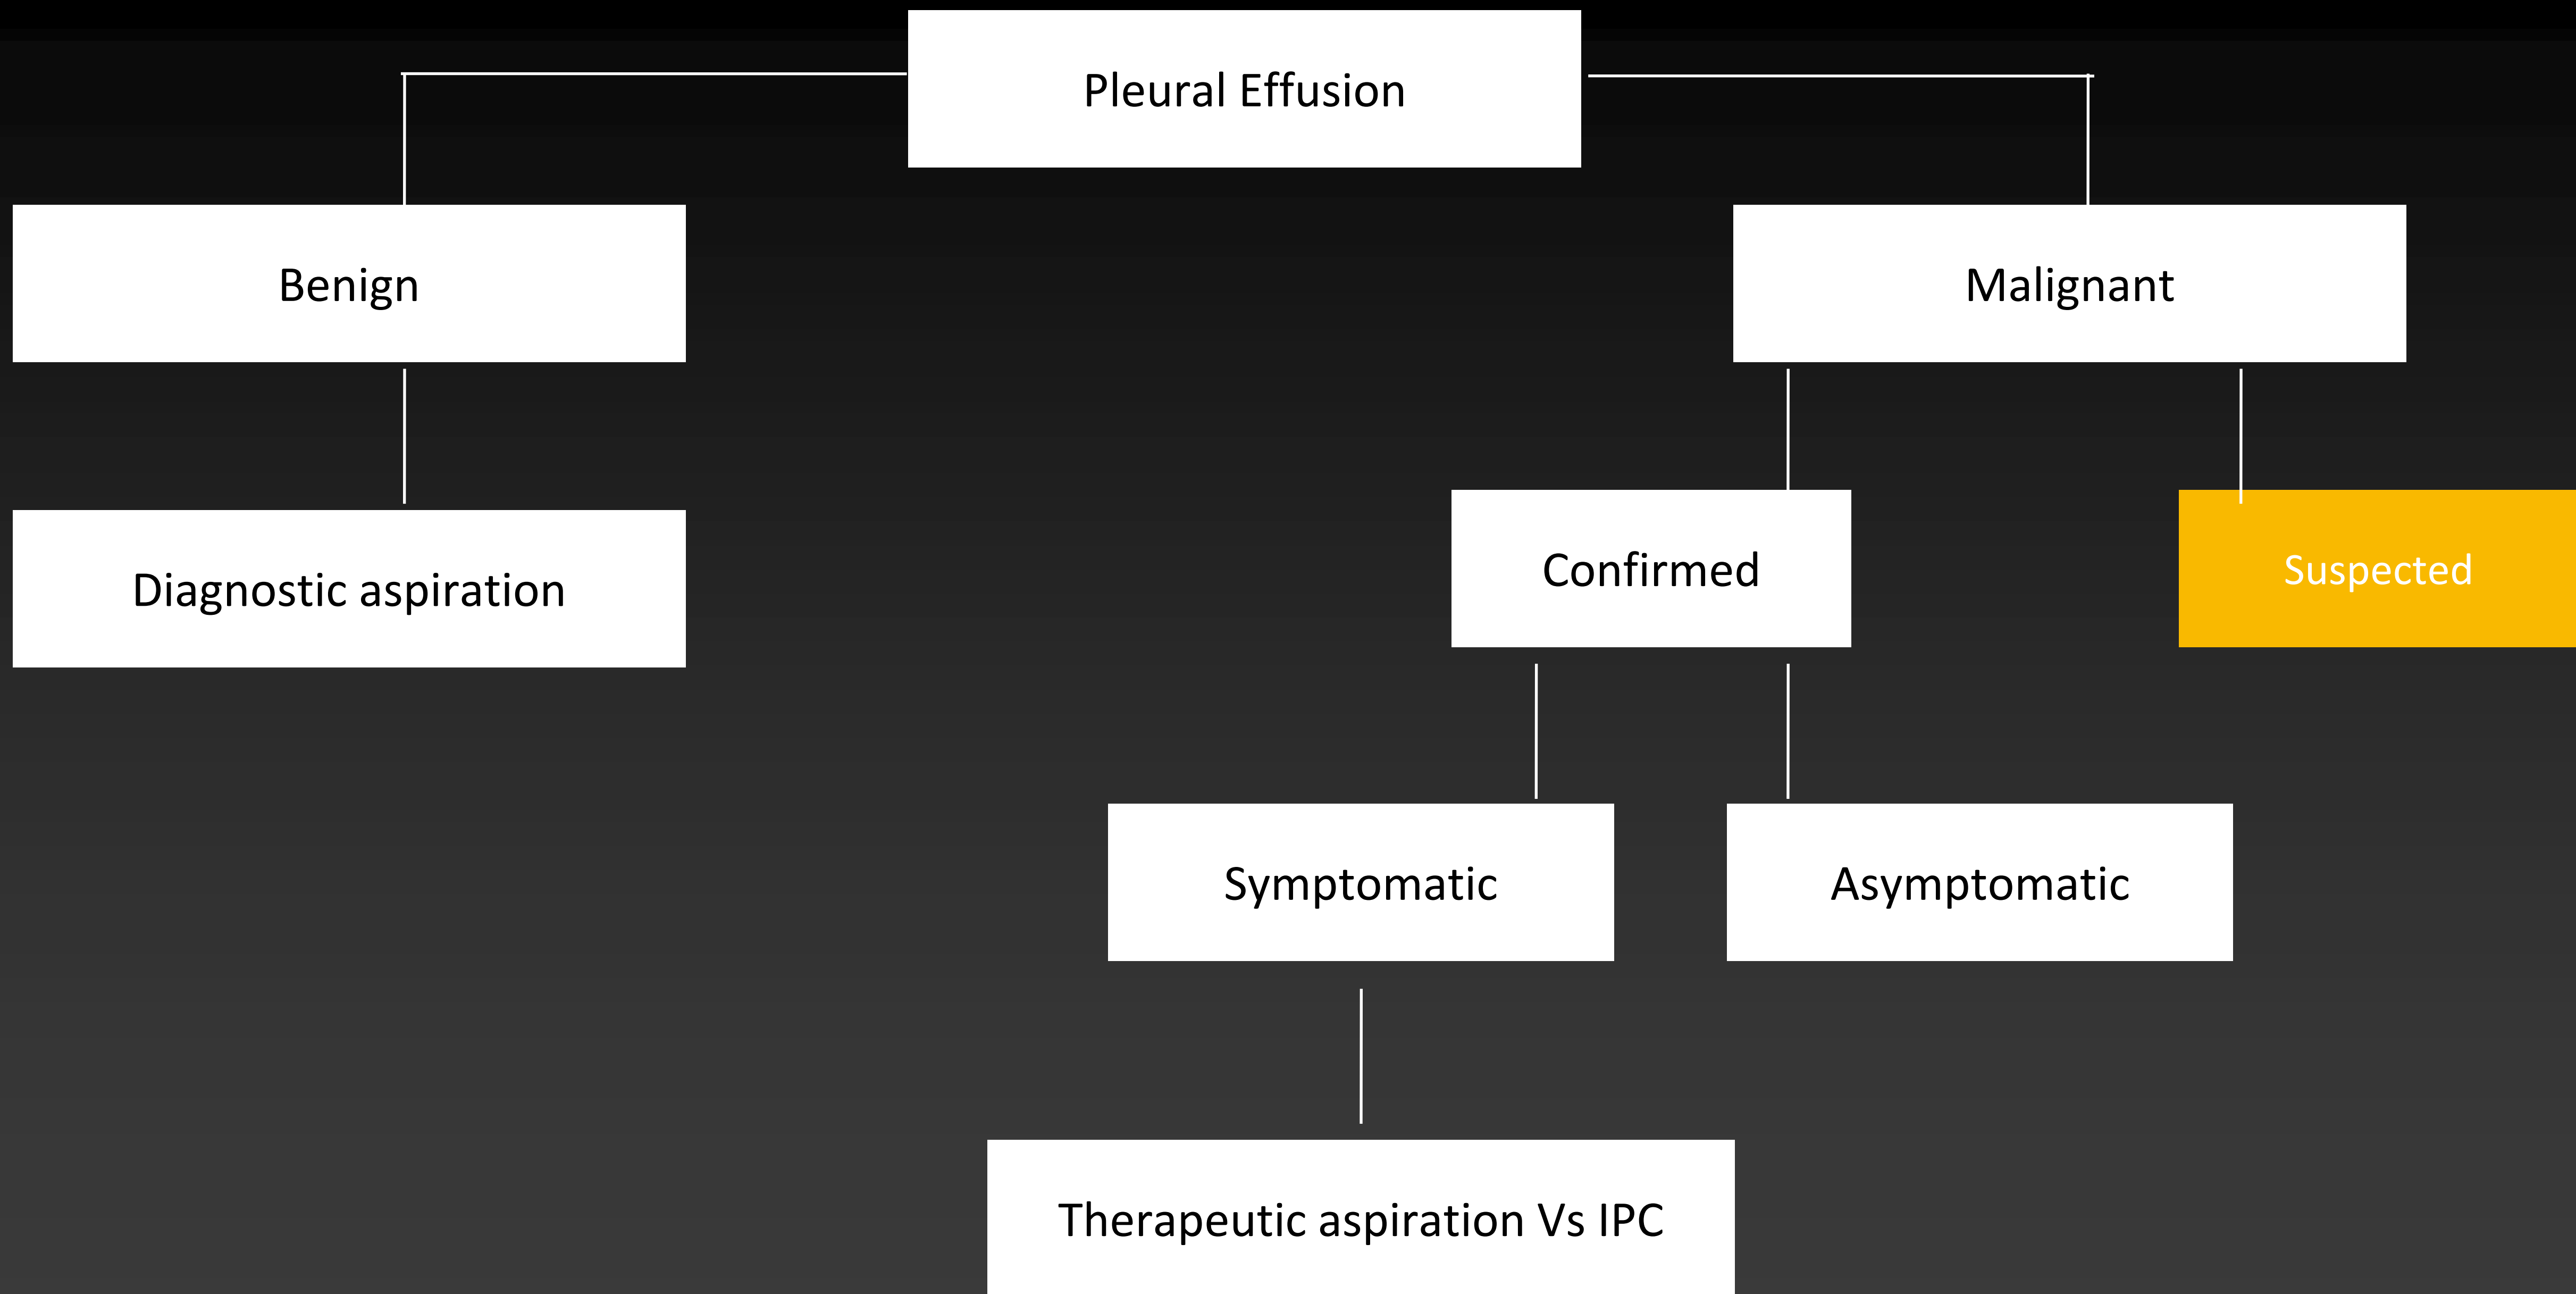 Pleural Effusion
Benign
Malignant
Diagnostic aspiration
Confirmed
Suspected
Symptomatic
Asymptomatic
Therapeutic aspiration Vs IPC